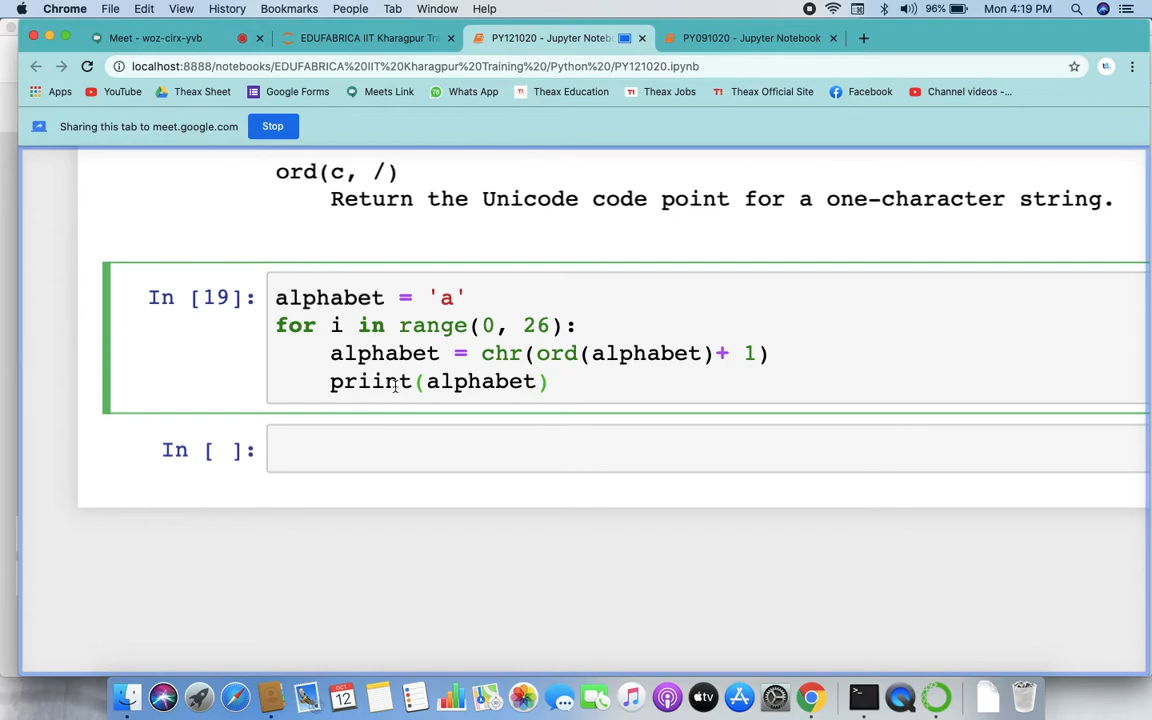 Chrome File Edit View History Bookmarks People Tab Window Help 96% Mon 4:19 PM
Meet - woz-cirx-yvb EDUFABRICA IIT Kharagpur Tra PY121020 - Jupyter Noteb PY091020 - Jupyter Notebook
localhost:8888/notebooks/EDUFABRICA%20IIT%20Kharagpur%20Training%20/Python%20/PY121020.ipynb
Apps YouTube Theax Sheet Google Forms Meets Link Whats App Theax Education Theax Jobs Theax Official Site Facebook Channel videos -...
Sharing this tab to meet.google.com Stop
ord(c, /)
Return the Unicode code point for a one-character string.
In [19]: alphabet = 'a'
for i in range(0, 26):
alphabet = chr(ord(alphabet)+ 1)
priint(alphabet)
In [ ]:
OCT
12
tv